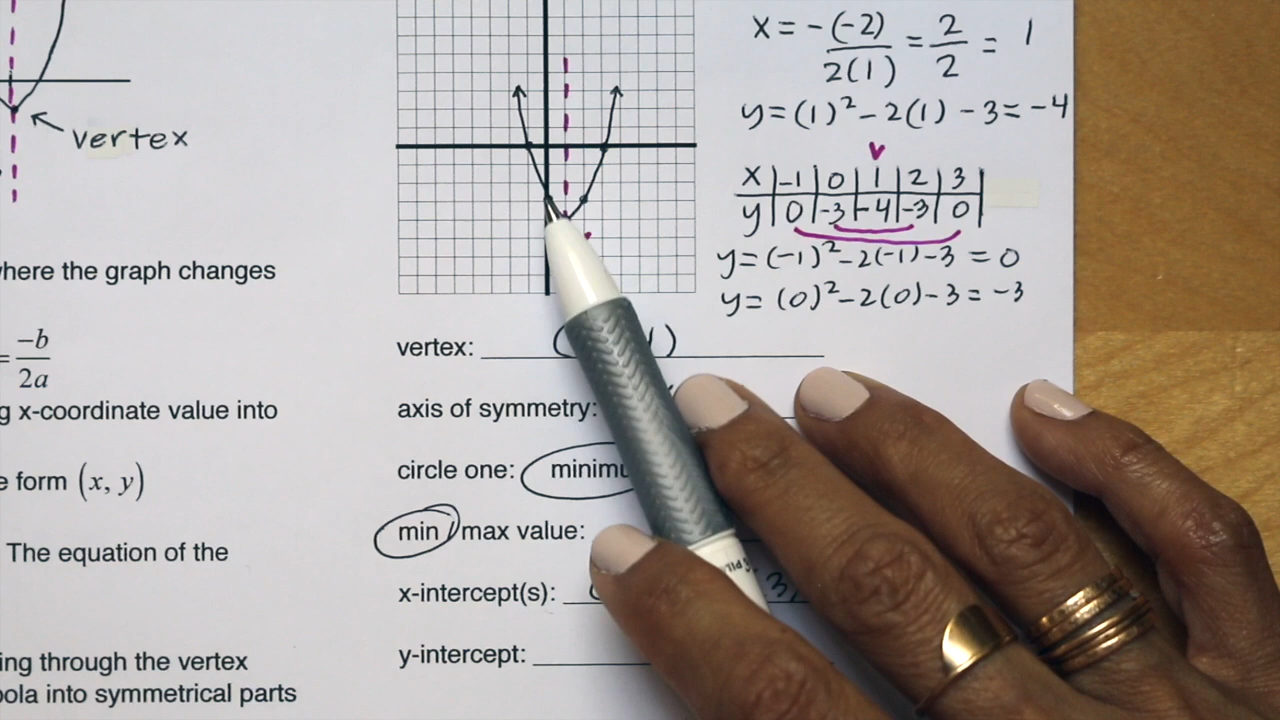 vertex
where the graph changes
= -b / 2a
g x-coordinate value into
e form (x, y)
The equation of the
ing through the vertex
bola into symmetrical parts
vertex: (
axis of symmetry:
circle one: minimu
min / max value:
x-intercept(s): ( 3,
y-intercept:
x = -(-2) / 2(1) = 2 / 2 = 1
y = (1)² - 2(1) - 3 = -4
v
x | -1 | 0 | 1 | 2 | 3 |
y | 0 | -3 | -4 | -3 | 0 |
y = (-1)² - 2(-1) - 3 = 0
y = (0)² - 2(0) - 3 = -3